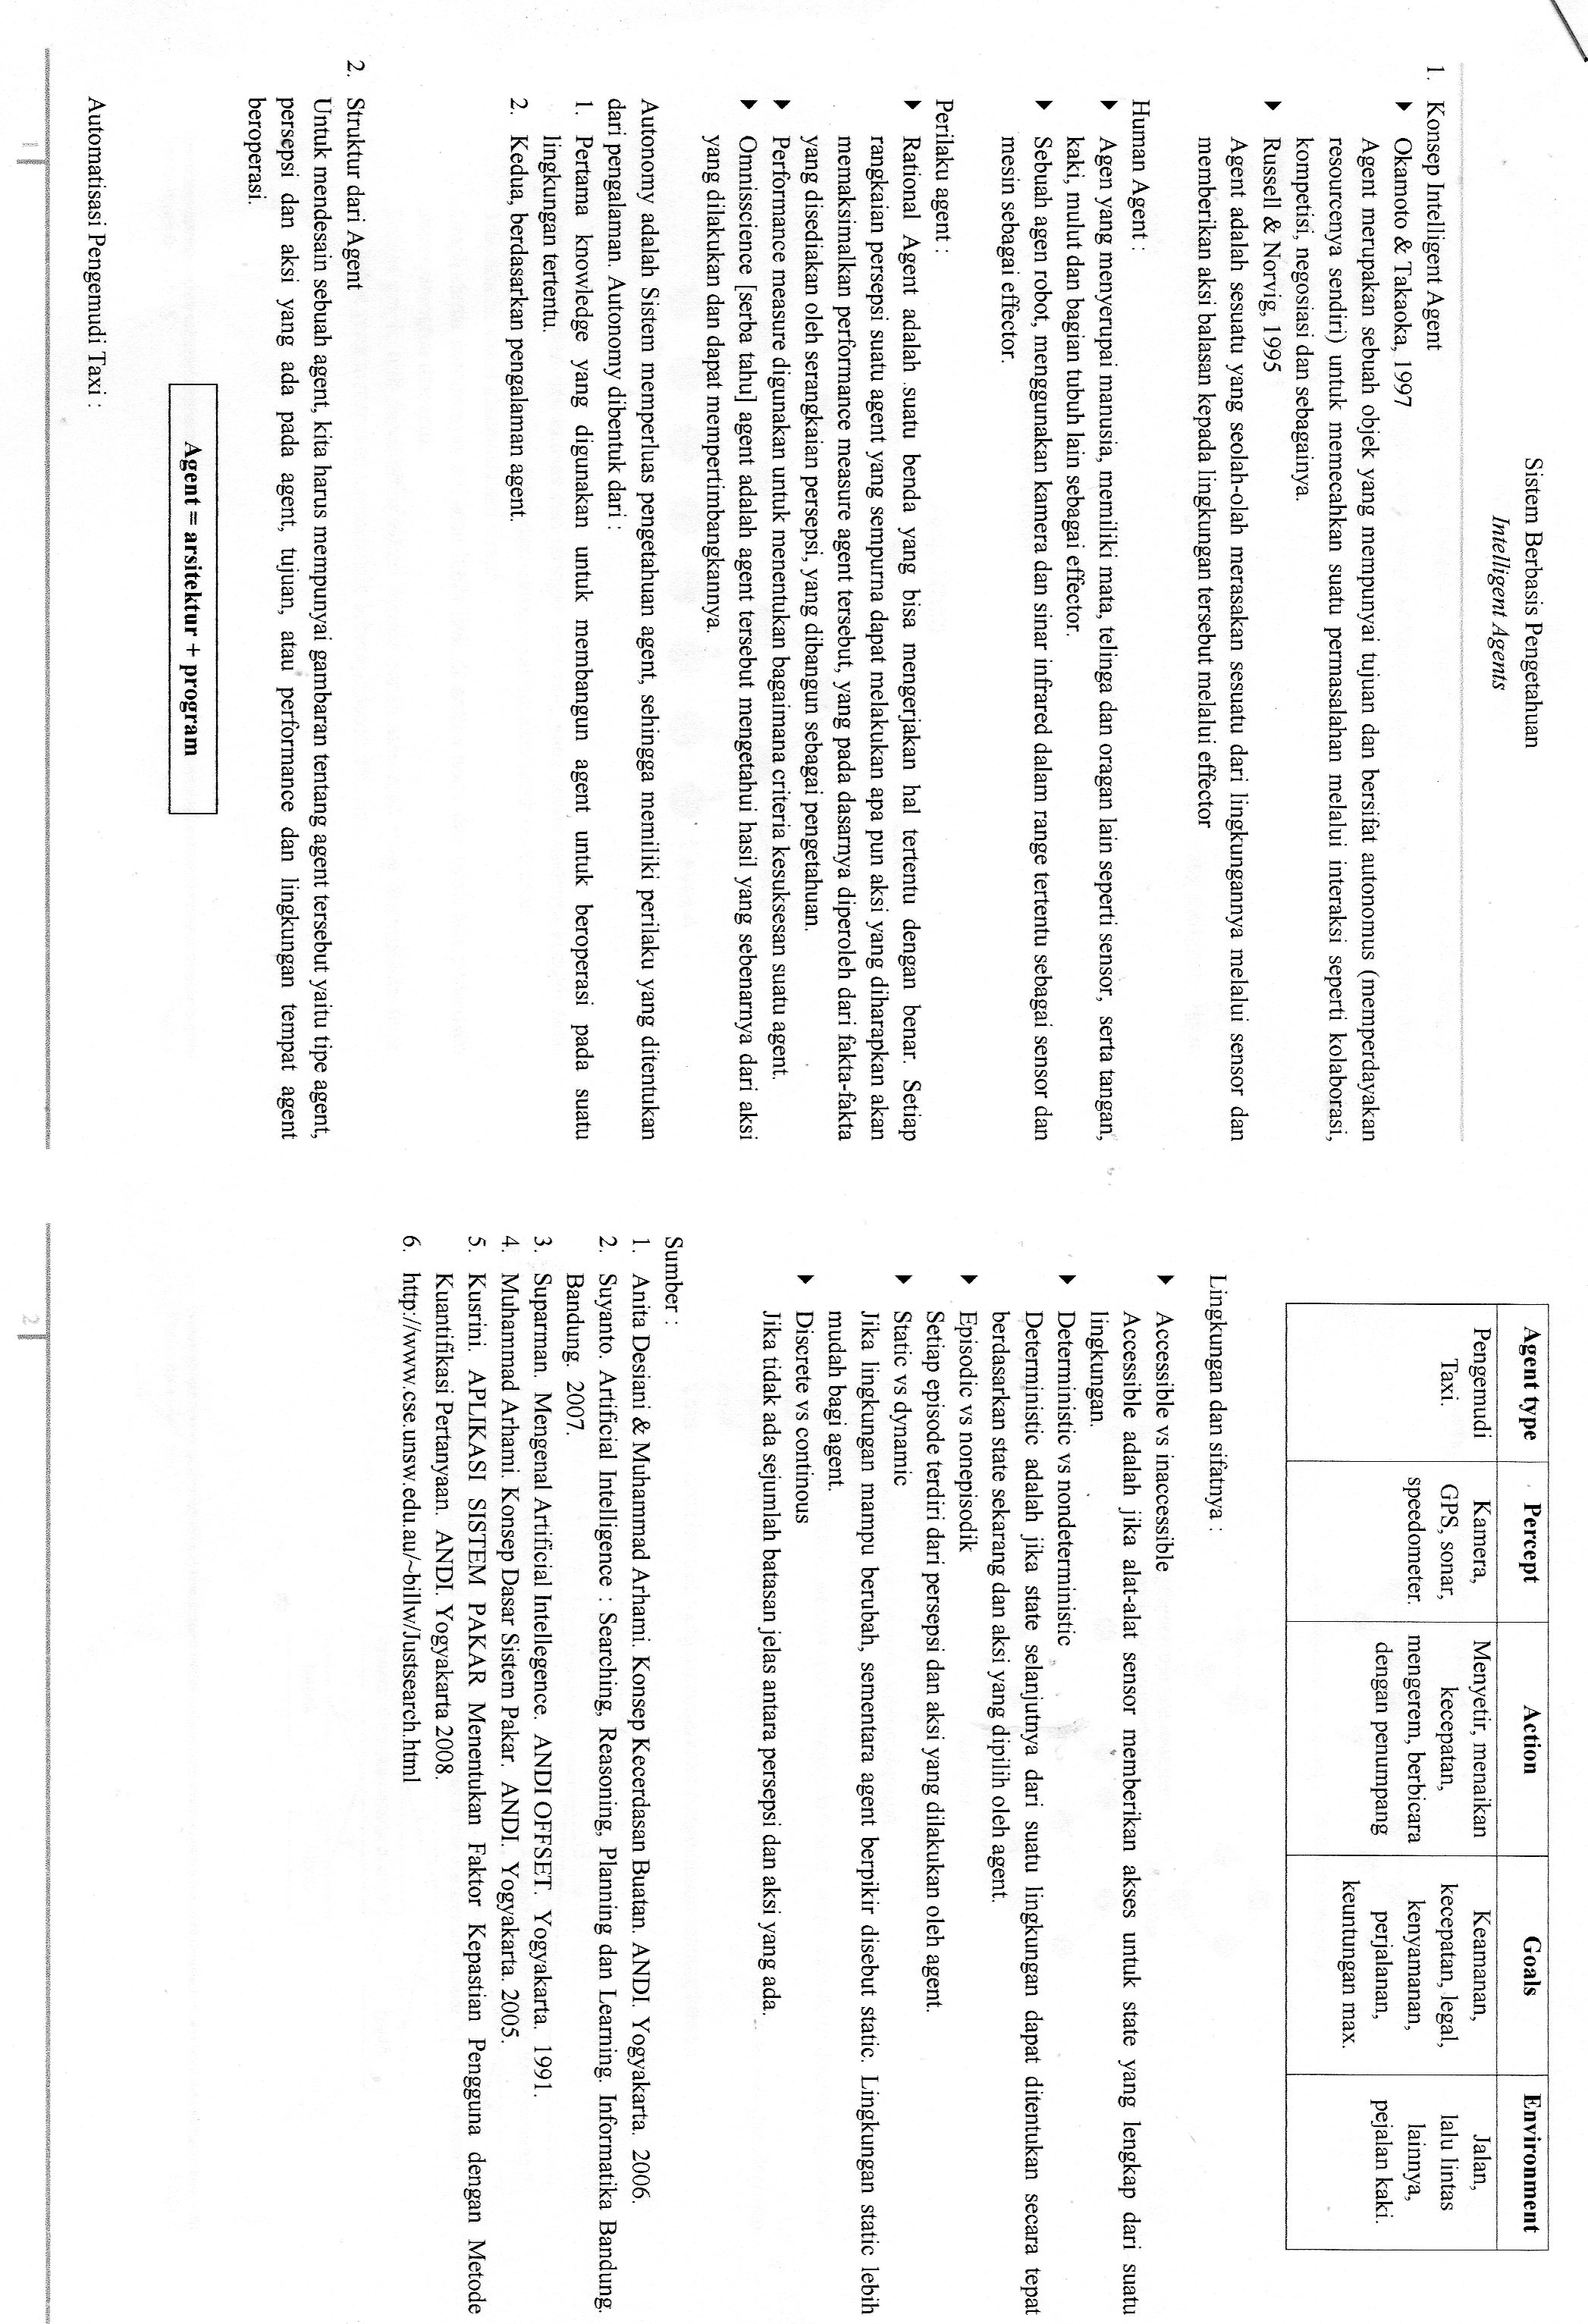 Sistem Berbasis Pengetahuan
Intelligent Agents
1. Konsep Intelligent Agent
Okamoto & Takaoka, 1997
Agent merupakan sebuah objek yang mempunyai tujuan dan bersifat autonomus (memperdayakan
resourcenya sendiri) untuk memecahkan suatu permasalahan melalui interaksi seperti kolaborasi,
kompetisi, negosiasi dan sebagainya.
Russell & Norvig, 1995
Agent adalah sesuatu yang seolah-olah merasakan sesuatu dari lingkungannya melalui sensor dan
memberikan aksi balasan kepada lingkungan tersebut melalui effector
Human Agent :
Agen yang menyerupai manusia, memiliki mata, telinga dan oragan lain seperti sensor, serta tangan,
kaki, mulut dan bagian tubuh lain sebagai effector.
Sebuah agen robot, menggunakan kamera dan sinar infrared dalam range tertentu sebagai sensor dan
mesin sebagai effector.
Perilaku agent :
Rational Agent adalah suatu benda yang bisa mengerjakan hal tertentu dengan benar. Setiap
rangkaian persepsi suatu agent yang sempurna dapat melakukan apa pun aksi yang diharapkan akan
memaksimalkan performance measure agent tersebut, yang pada dasarnya diperoleh dari fakta-fakta
yang disediakan oleh serangkaian persepsi, yang dibangun sebagai pengetahuan.
Performance measure digunakan untuk menentukan bagaimana criteria kesuksesan suatu agent.
Omnisscience [serba tahu] agent adalah agent tersebut mengetahui hasil yang sebenarnya dari aksi
yang dilakukan dan dapat mempertimbangkannya.
Autonomy adalah Sistem memperluas pengetahuan agent, sehingga memiliki perilaku yang ditentukan
dari pengalaman. Autonomy dibentuk dari :
1. Pertama knowledge yang digunakan untuk membangun agent untuk beroperasi pada suatu
lingkungan tertentu.
2. Kedua, berdasarkan pengalaman agent.
2. Struktur dari Agent
Untuk mendesain sebuah agent, kita harus mempunyai gambaran tentang agent tersebut yaitu tipe agent,
persepsi dan aksi yang ada pada agent, tujuan, atau performance dan lingkungan tempat agent
beroperasi.
Agent = arsitektur + program
Automatisasi Pengemudi Taxi :
1
Agent type Percept Action Goals Environment
Pengemudi Kamera, Menyetir, menaikan Keamanan, Jalan,
Taxi. GPS, sonar, kecepatan, kecepatan, legal, lalu lintas
speedometer. mengerem, berbicara kenyamanan, lainnya,
dengan penumpang perjalanan, pejalan kaki.
keuntungan max.
Lingkungan dan sifatnya :
Accessible vs inaccessible
Accessible adalah jika alat-alat sensor memberikan akses untuk state yang lengkap dari suatu
lingkungan.
Deterministic vs nondeterministic
Deterministic adalah jika state selanjutnya dari suatu lingkungan dapat ditentukan secara tepat
berdasarkan state sekarang dan aksi yang dipilih oleh agent.
Episodic vs nonepisodik
Setiap episode terdiri dari persepsi dan aksi yang dilakukan oleh agent.
Static vs dynamic
Jika lingkungan mampu berubah, sementara agent berpikir disebut static. Lingkungan static lebih
mudah bagi agent.
Discrete vs continous
Jika tidak ada sejumlah batasan jelas antara persepsi dan aksi yang ada.
Sumber :
1. Anita Desiani & Muhammad Arhami. Konsep Kecerdasan Buatan. ANDI. Yogyakarta. 2006.
2. Suyanto. Artificial Intelligence : Searching, Reasoning, Planning dan Learning. Informatika Bandung.
Bandung. 2007.
3. Suparman. Mengenal Artificial Intellegence. ANDI OFFSET. Yogyakarta. 1991.
4. Muhammad Arhami. Konsep Dasar Sistem Pakar. ANDI. Yogyakarta. 2005.
5. Kusrini. APLIKASI SISTEM PAKAR Menentukan Faktor Kepastian Pengguna dengan Metode
Kuantifikasi Pertanyaan. ANDI. Yogyakarta 2008.
6. http://www.cse.unsw.edu.au/~billw/Justsearch.html
2